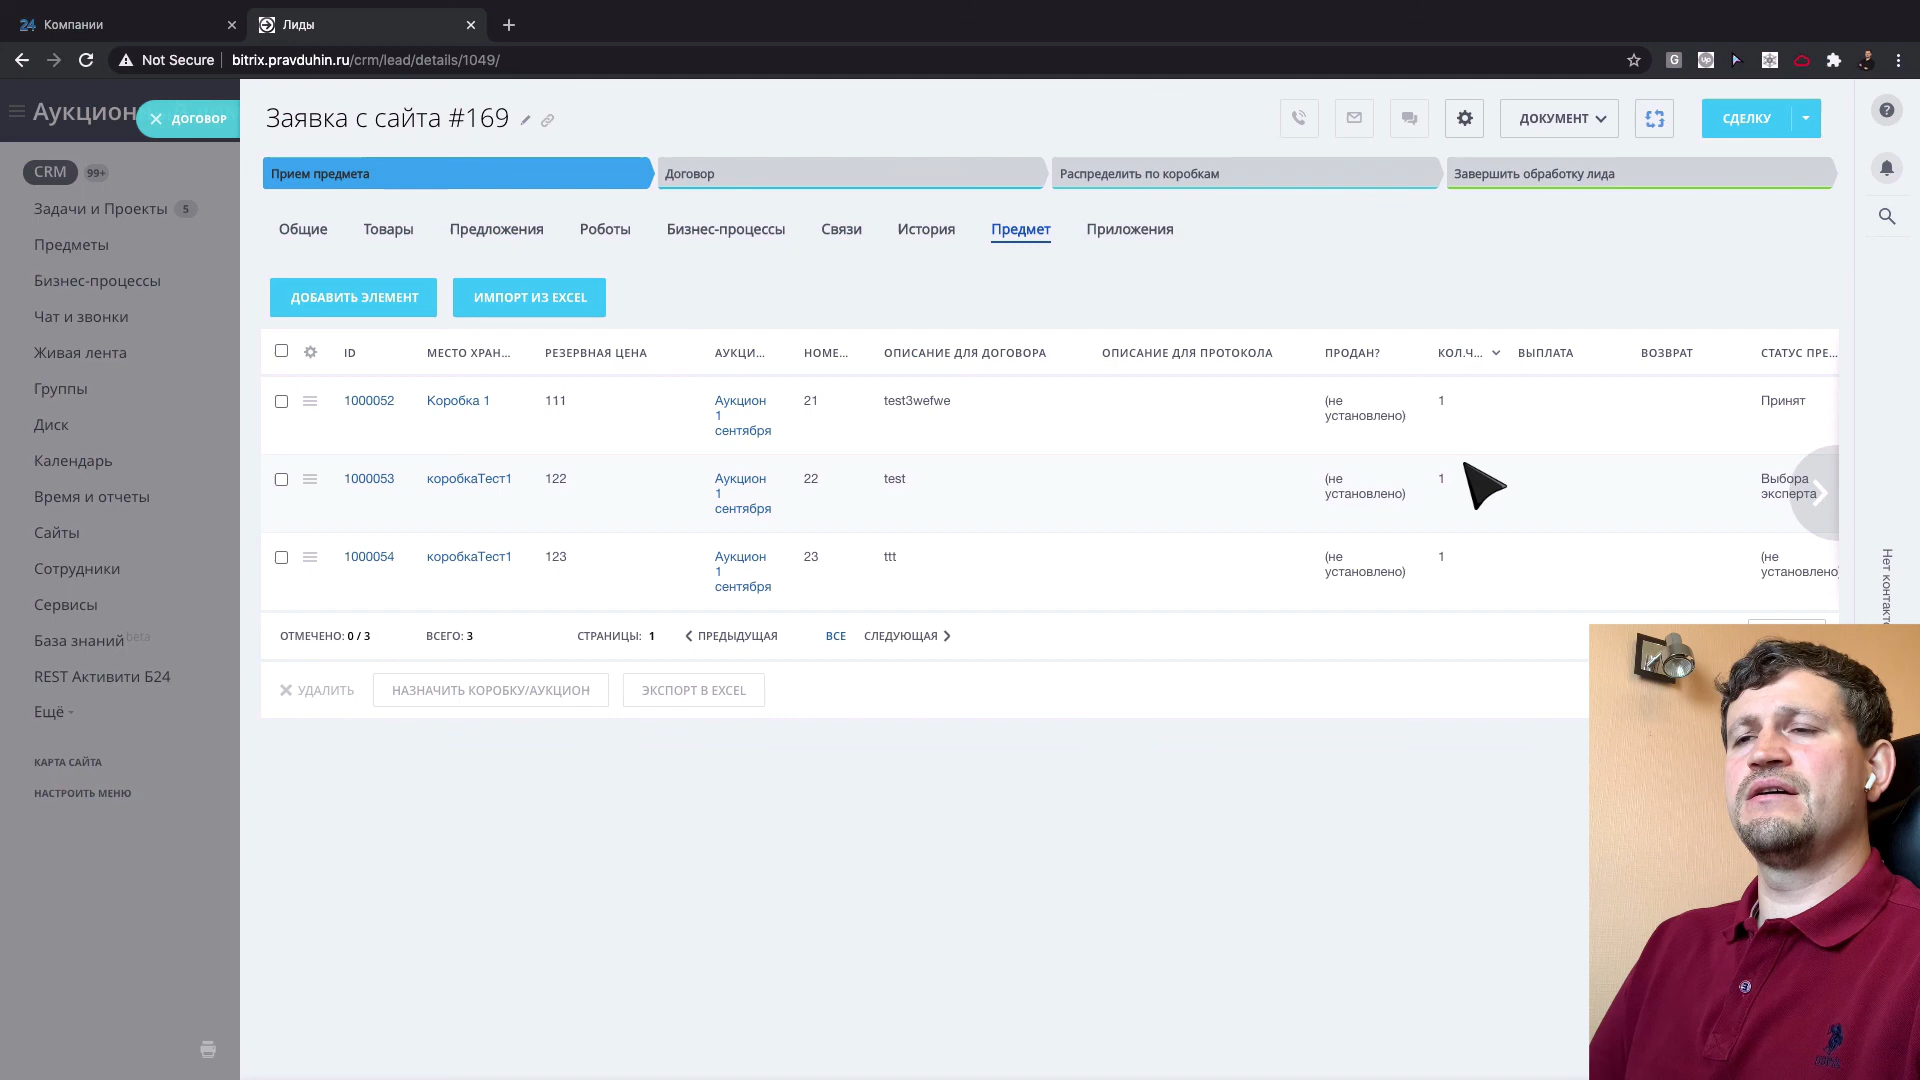 24 Компании
Лиды
Not Secure bitrix.pravduhin.ru/crm/lead/details/1049/
Аукцион
ДОГОВОР
CRM 99+
Задачи и Проекты 5
Предметы
Бизнес-процессы
Чат и звонки
Живая лента
Группы
Диск
Календарь
Время и отчеты
Сайты
Сотрудники
Сервисы
База знаний beta
REST Активити Б24
Ещё
КАРТА САЙТА
НАСТРОИТЬ МЕНЮ
Заявка с сайта #169
ДОКУМЕНТ
СДЕЛКУ
Прием предмета
Договор
Распределить по коробкам
Завершить обработку лида
Общие Товары Предложения Роботы Бизнес-процессы Связи История Предмет Приложения
ДОБАВИТЬ ЭЛЕМЕНТ
ИМПОРТ ИЗ EXCEL
ID МЕСТО ХРАН... РЕЗЕРВНАЯ ЦЕНА АУКЦИ... НОМЕ... ОПИСАНИЕ ДЛЯ ДОГОВОРА ОПИСАНИЕ ДЛЯ ПРОТОКОЛА ПРОДАН? КОЛ.Ч... ВЫПЛАТА ВОЗВРАТ СТАТУС ПРЕ...
1000052 Коробка 1 111 Аукцион 21 test3wefwe (не 1 Принят
1 установлено)
сентября
1000053 коробкаТест1 122 Аукцион 22 test (не 1 Выбора
1 установлено) эксперта
сентября
1000054 коробкаТест1 123 Аукцион 23 ttt (не 1 (не
1 установлено) установлено)
сентября
ОТМЕЧЕНО: 0 / 3 ВСЕГО: 3 СТРАНИЦЫ: 1 ПРЕДЫДУЩАЯ ВСЕ СЛЕДУЮЩАЯ
УДАЛИТЬ НАЗНАЧИТЬ КОРОБКУ/АУКЦИОН ЭКСПОРТ В EXCEL
Нет контакт